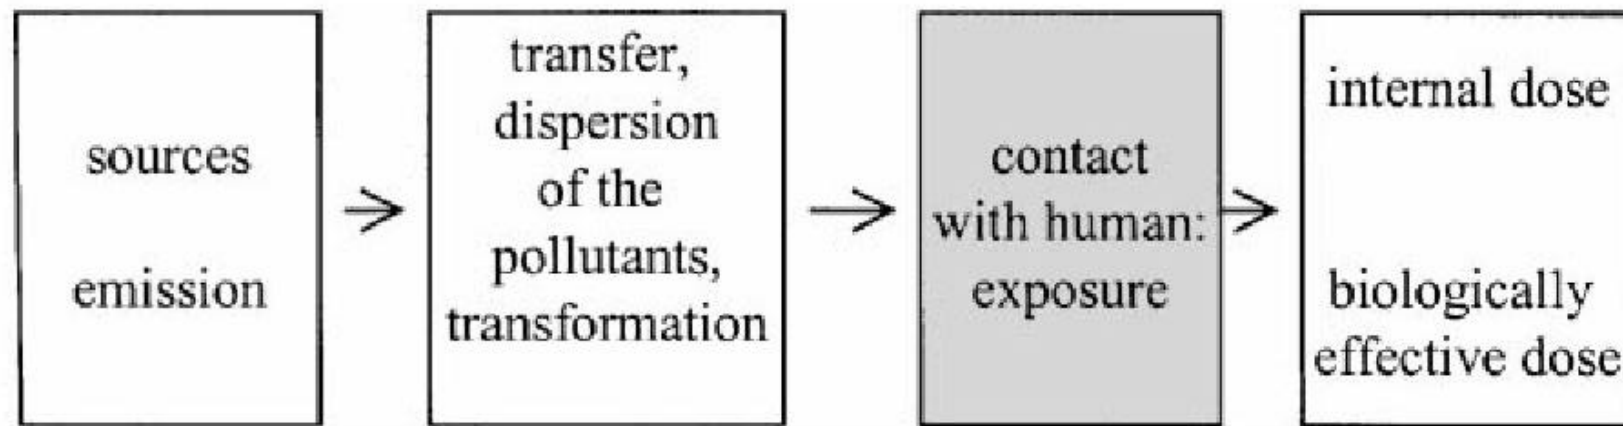 sources
emission
transfer,
dispersion
of the
pollutants,
transformation
contact
with human:
exposure
internal dose
biologically
effective dose